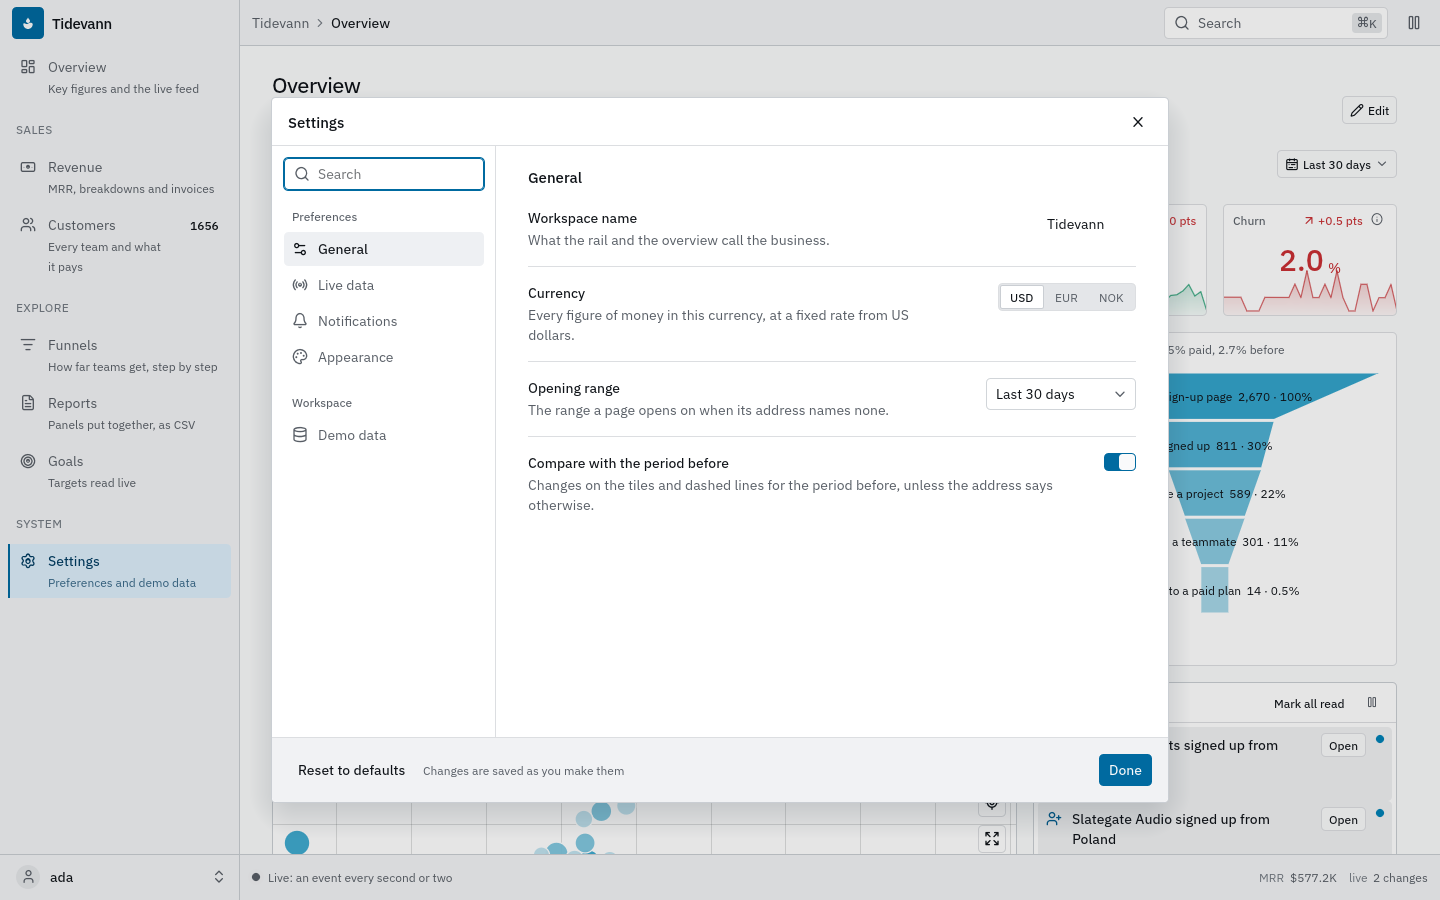 Tidevann
Overview
Key figures and the live feed
SALES
Revenue
MRR, breakdowns and invoices
Customers 1656
Every team and what
it pays
EXPLORE
Funnels
How far teams get, step by step
Reports
Panels put together, as CSV
Goals
Targets read live
SYSTEM
Settings
Preferences and demo data
ada
Tidevann > Overview
Search ⌘K
Overview
Edit
Last 30 days
0 pts
Churn +0.5 pts
2.0 %
5% paid, 2.7% before
ign-up page 2,670 · 100%
gned up 811 · 30%
e a project 589 · 22%
a teammate 301 · 11%
to a paid plan 14 · 0.5%
Mark all read
ts signed up from
Open
Slategate Audio signed up from
Poland
Open
Settings
Search
Preferences
General
Live data
Notifications
Appearance
Workspace
Demo data
General
Workspace name
What the rail and the overview call the business.
Tidevann
Currency
Every figure of money in this currency, at a fixed rate from US
dollars.
USD EUR NOK
Opening range
The range a page opens on when its address names none.
Last 30 days
Compare with the period before
Changes on the tiles and dashed lines for the period before, unless the address says
otherwise.
Reset to defaults Changes are saved as you make them
Done
Live: an event every second or two
MRR $577.2K live 2 changes